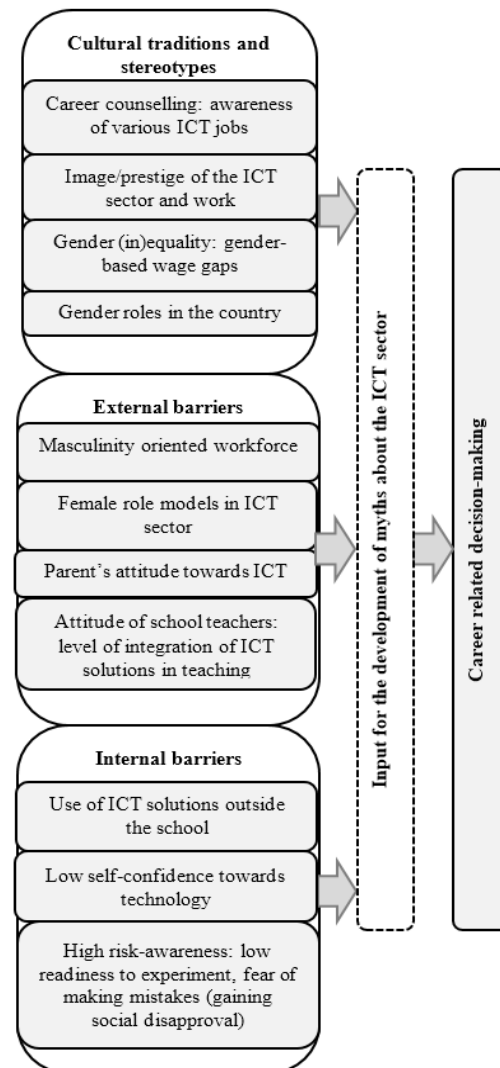 Cultural traditions and
stereotypes
Career counselling: awareness
of various ICT jobs
Image/prestige of the ICT
sector and work
Gender (in)equality: gender-
based wage gaps
Gender roles in the country
External barriers
Masculinity oriented workforce
Female role models in ICT
sector
Parent's attitude towards ICT
Attitude of school teachers:
level of integration of ICT
solutions in teaching
Internal barriers
Use of ICT solutions outside
the school
Low self-confidence towards
technology
High risk-awareness: low
readiness to experiment, fear of
making mistakes (gaining
social disapproval)
Input for the development of myths about the ICT sector
Career related decision-making